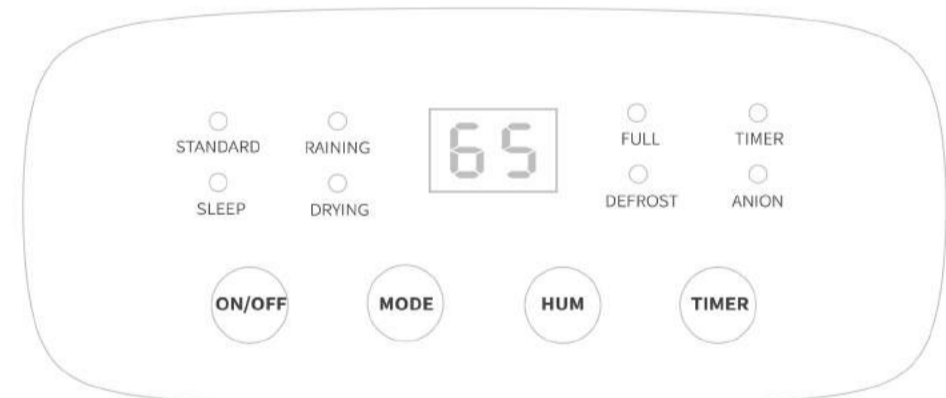 STANDARD RAINING 65 FULL TIMER
SLEEP DRYING DEFROST ANION
ON/OFF MODE HUM TIMER